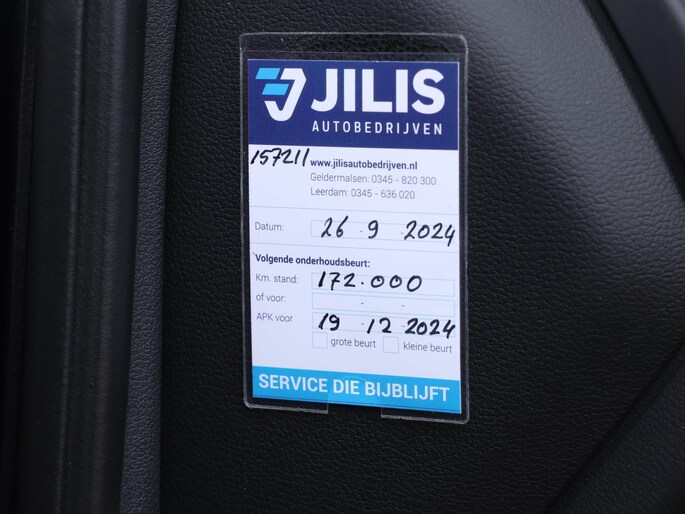 JILIS
AUTOBEDRIJVEN
157211
www.jilisautobedrijven.nl
Geldermalsen: 0345 - 820 300
Leerdam: 0345 - 636 020
Datum: 26 - 9 - 2024
Volgende onderhoudsbeurt:
Km. stand: 172.000
of voor: - -
APK voor 19 - 12 - 2024
grote beurt kleine beurt
SERVICE DIE BIJBLIJFT